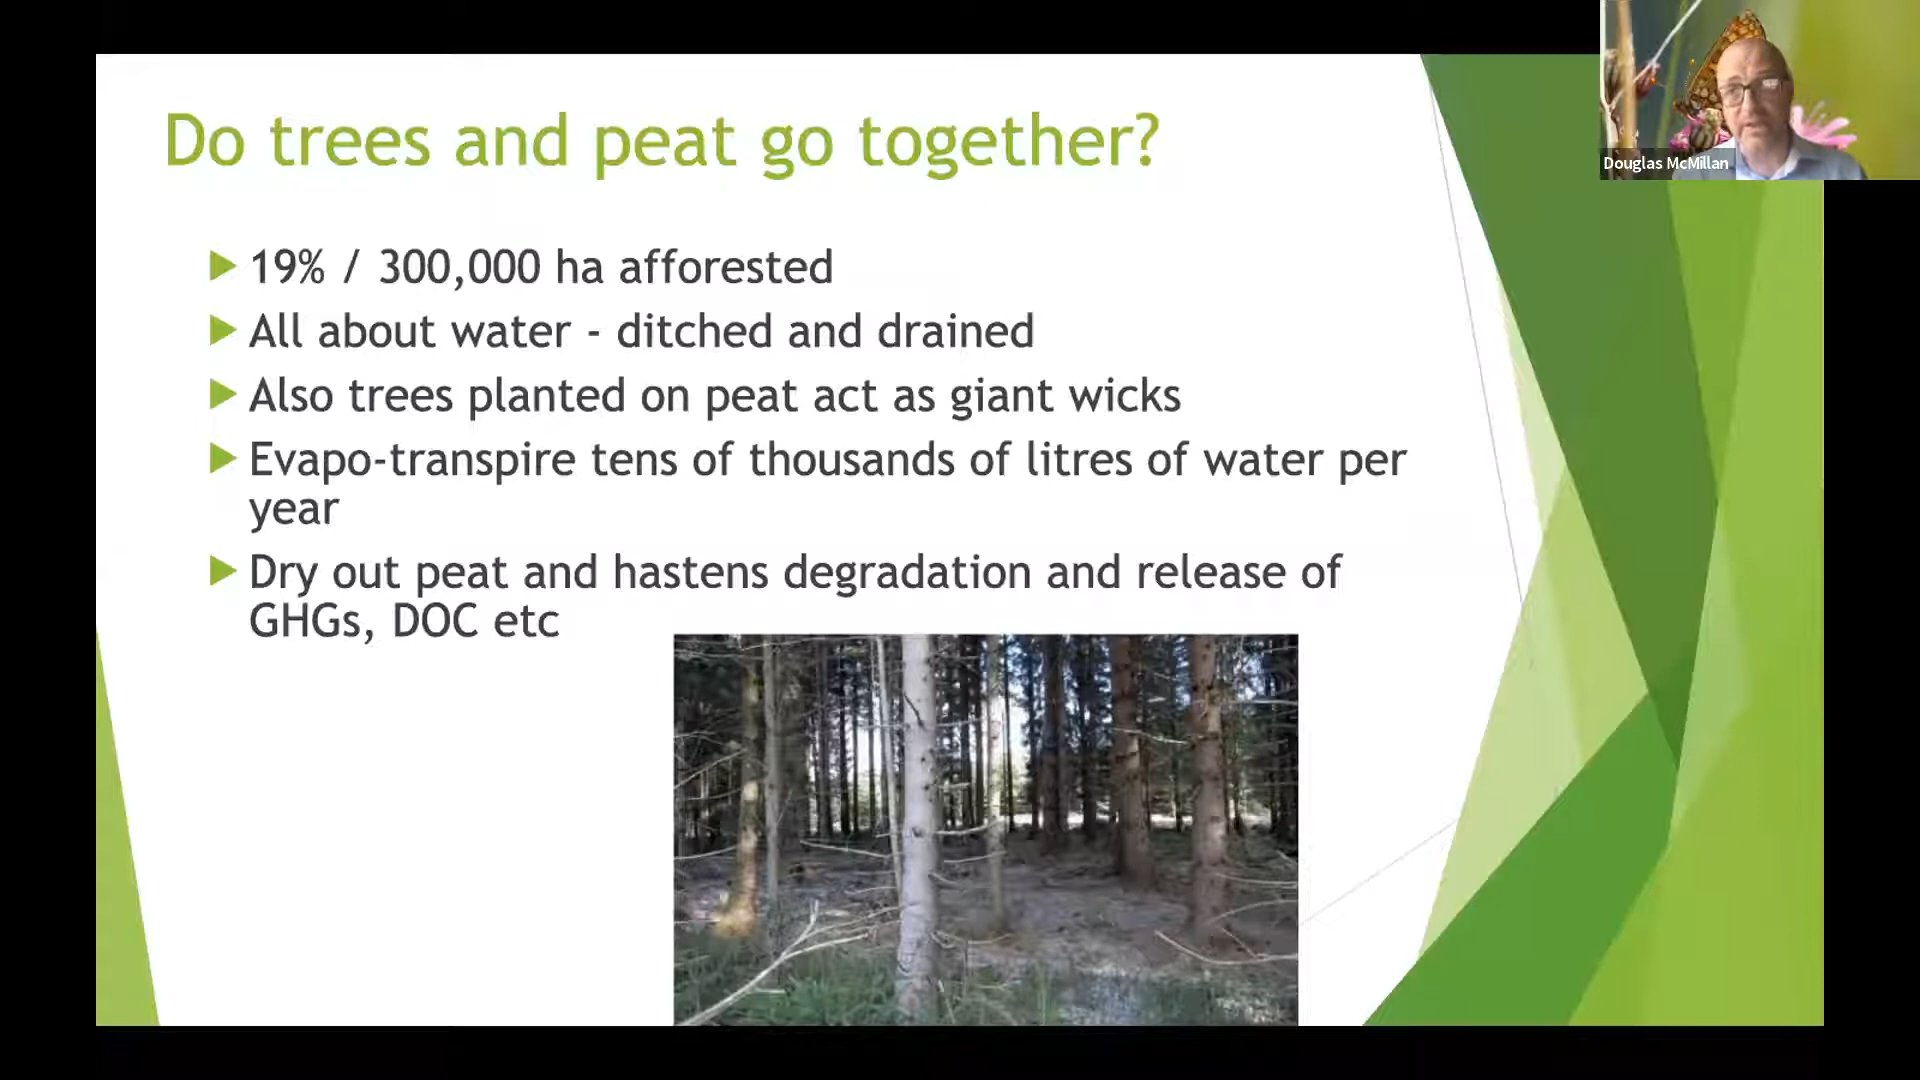 Do trees and peat go together?
19% / 300,000 ha afforested
All about water - ditched and drained
Also trees planted on peat act as giant wicks
Evapo-transpire tens of thousands of litres of water per
year
Dry out peat and hastens degradation and release of
GHGs, DOC etc
Douglas McMillan